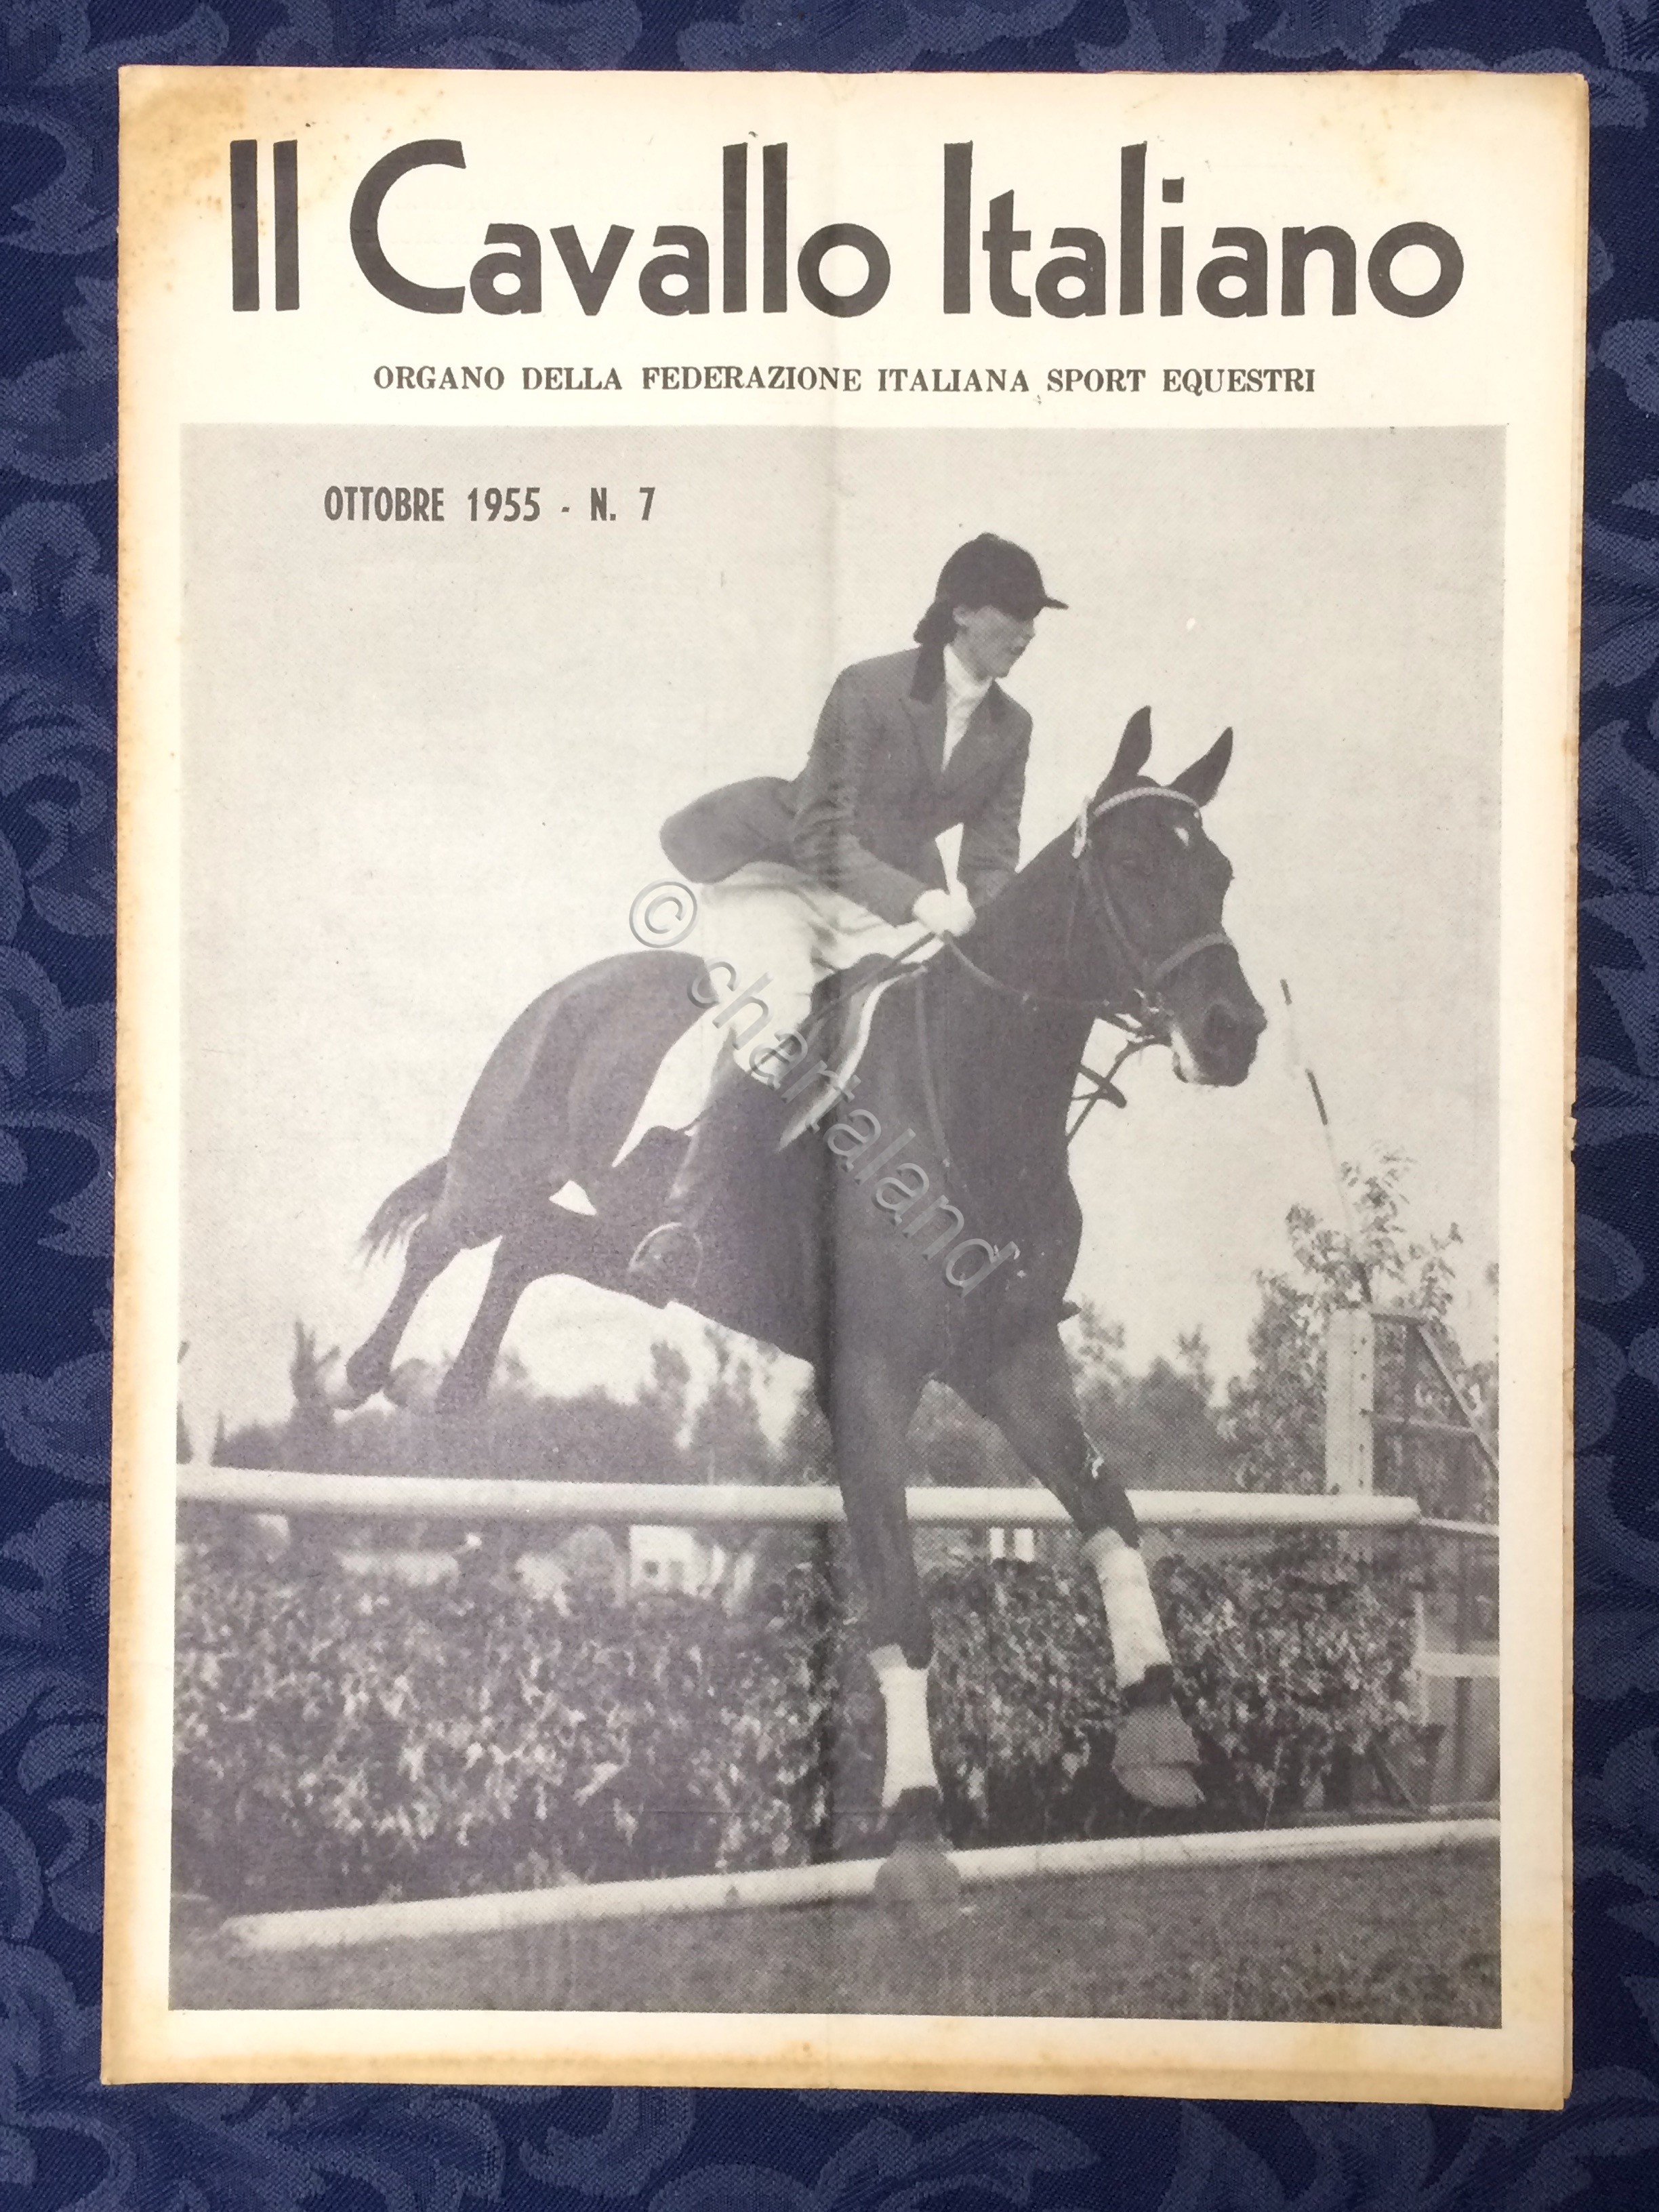 Il Cavallo Italiano
ORGANO DELLA FEDERAZIONE ITALIANA SPORT EQUESTRI
OTTOBRE 1955 - N. 7
© chartaland